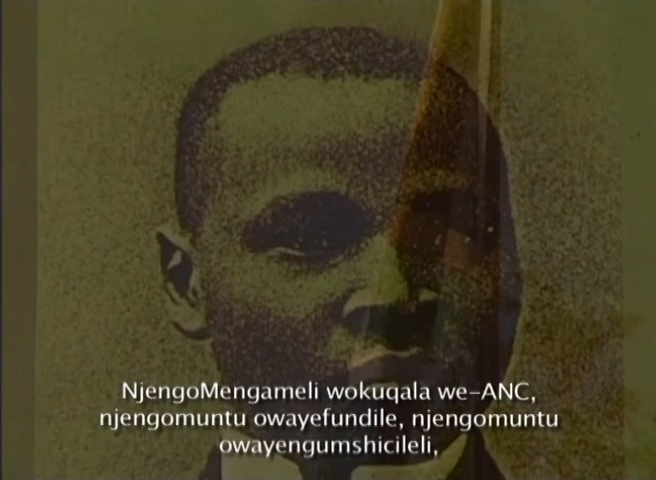 NjengoMengameli wokuqala we-ANC,
njengomuntu owayefundile, njengomuntu
owayengumshicileli,